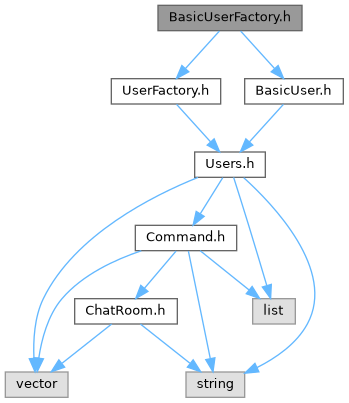 BasicUserFactory.h
UserFactory.h
BasicUser.h
Users.h
Command.h
ChatRoom.h
list
vector
string